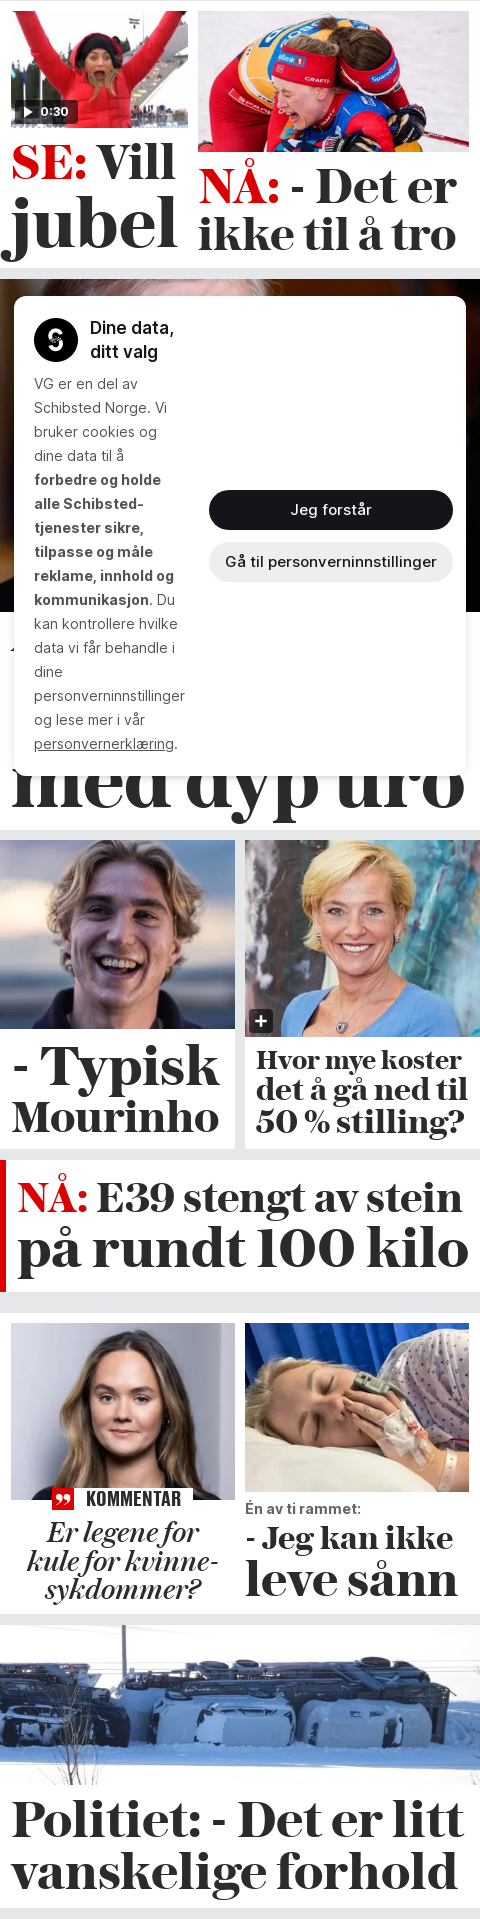 0:30
SE: Vill
jubel
NÅ: - Det er
ikke til å tro
Dine data,
ditt valg
VG er en del av
Schibsted Norge. Vi
bruker cookies og
dine data til å
forbedre og holde
alle Schibsted-
tjenester sikre,
tilpasse og måle
reklame, innhold og
kommunikasjon. Du
kan kontrollere hvilke
data vi får behandle i
dine
personverninnstillinger
og lese mer i vår
personvernerklæring.
Jeg forstår
Gå til personverninnstillinger
med dyp uro
- Typisk
Mourinho
Hvor mye koster
det å gå ned til
50 % stilling?
NÅ: E39 stengt av stein
på rundt 100 kilo
KOMMENTAR
Er legene for
kule for kvinne-
sykdommer?
Én av ti rammet:
- Jeg kan ikke
leve sånn
Politiet: - Det er litt
vanskelige forhold